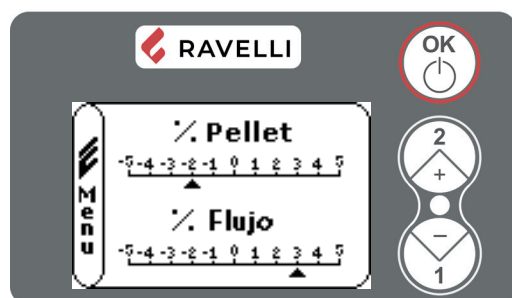 RAVELLI
OK
% Pellet
-5 -4 -3 -2 -1 0 1 2 3 4 5
Menu
% Flujo
-5 -4 -3 -2 -1 0 1 2 3 4 5
2
+
−
1